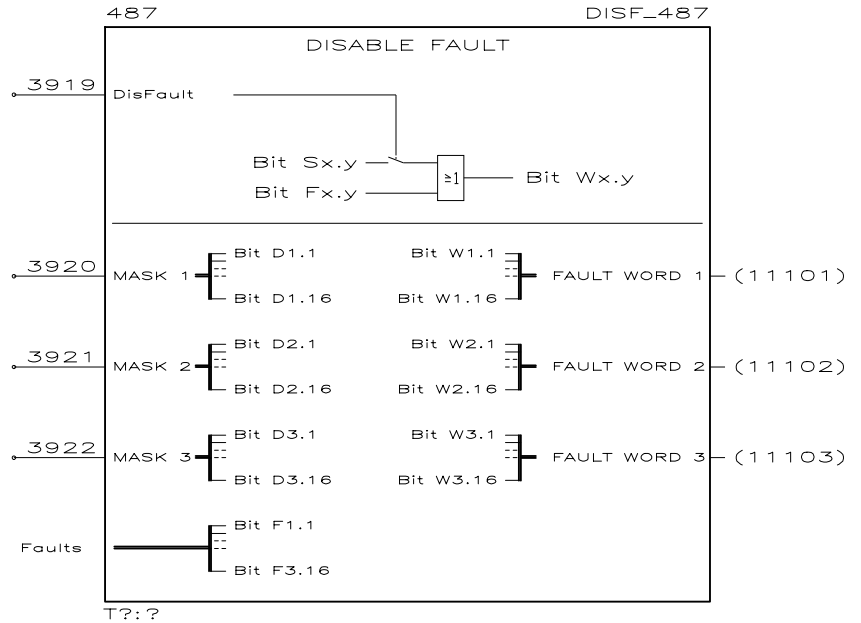 487 DISF_487
DISABLE FAULT
3919 DisFault
Bit Sx.y
≥1 Bit Wx.y
Bit Fx.y
Bit D1.1 Bit W1.1
3920 MASK 1 FAULT WORD 1 (11101)
Bit D1.16 Bit W1.16
Bit D2.1 Bit W2.1
3921 MASK 2 FAULT WORD 2 (11102)
Bit D2.16 Bit W2.16
Bit D3.1 Bit W3.1
3922 MASK 3 FAULT WORD 3 (11103)
Bit D3.16 Bit W3.16
Bit F1.1
Faults
Bit F3.16
T?:?